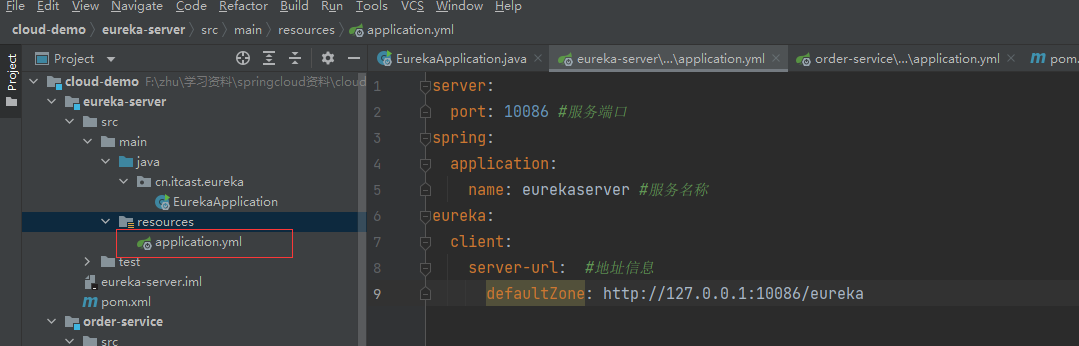 File Edit View Navigate Code Refactor Build Run Tools VCS Window Help
cloud-demo eureka-server src main resources application.yml
Project
Project
EurekaApplication.java eureka-server\...\application.yml order-service\...\application.yml pom.
cloud-demo F:\zhu\学习资料\springcloud资料\cloud
eureka-server
src
main
java
cn.itcast.eureka
EurekaApplication
resources
application.yml
test
eureka-server.iml
pom.xml
order-service
src
1 server:
2 port: 10086 #服务端口
3 spring:
4 application:
5 name: eurekaserver #服务名称
6 eureka:
7 client:
8 server-url: #地址信息
9 defaultZone: http://127.0.0.1:10086/eureka